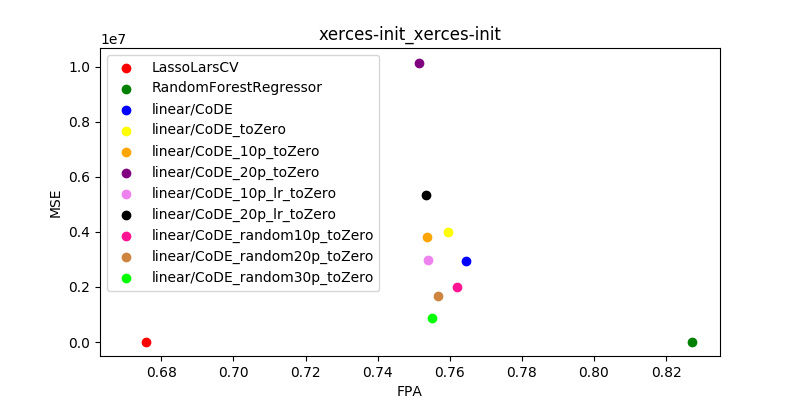 xerces-init_xerces-init
1e7
LassoLarsCV
RandomForestRegressor
linear/CoDE
linear/CoDE_toZero
linear/CoDE_10p_toZero
linear/CoDE_20p_toZero
linear/CoDE_10p_lr_toZero
linear/CoDE_20p_lr_toZero
linear/CoDE_random10p_toZero
linear/CoDE_random20p_toZero
linear/CoDE_random30p_toZero
MSE
1.0
0.8
0.6
0.4
0.2
0.0
0.68 0.70 0.72 0.74 0.76 0.78 0.80 0.82
FPA